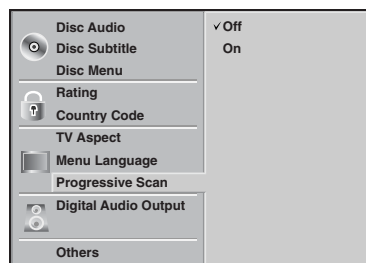 Disc Audio
Disc Subtitle
Disc Menu
Rating
Country Code
TV Aspect
Menu Language
Progressive Scan
Digital Audio Output
Others
✓Off
On